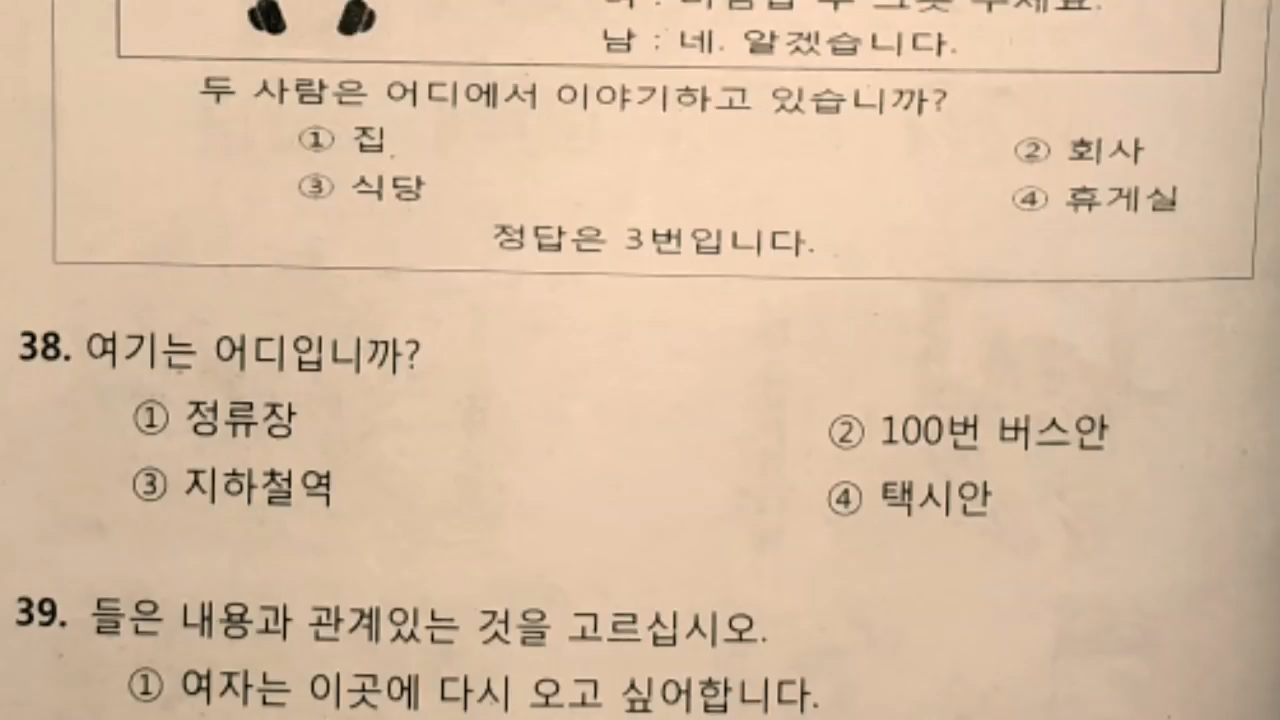 남 : 네. 알겠습니다.
두 사람은 어디에서 이야기하고 있습니까?
① 집 ② 회사
③ 식당 ④ 휴게실
정답은 3번입니다.
38. 여기는 어디입니까?
① 정류장 ② 100번 버스안
③ 지하철역 ④ 택시안
39. 들은 내용과 관계있는 것을 고르십시오.
① 여자는 이곳에 다시 오고 싶어합니다.